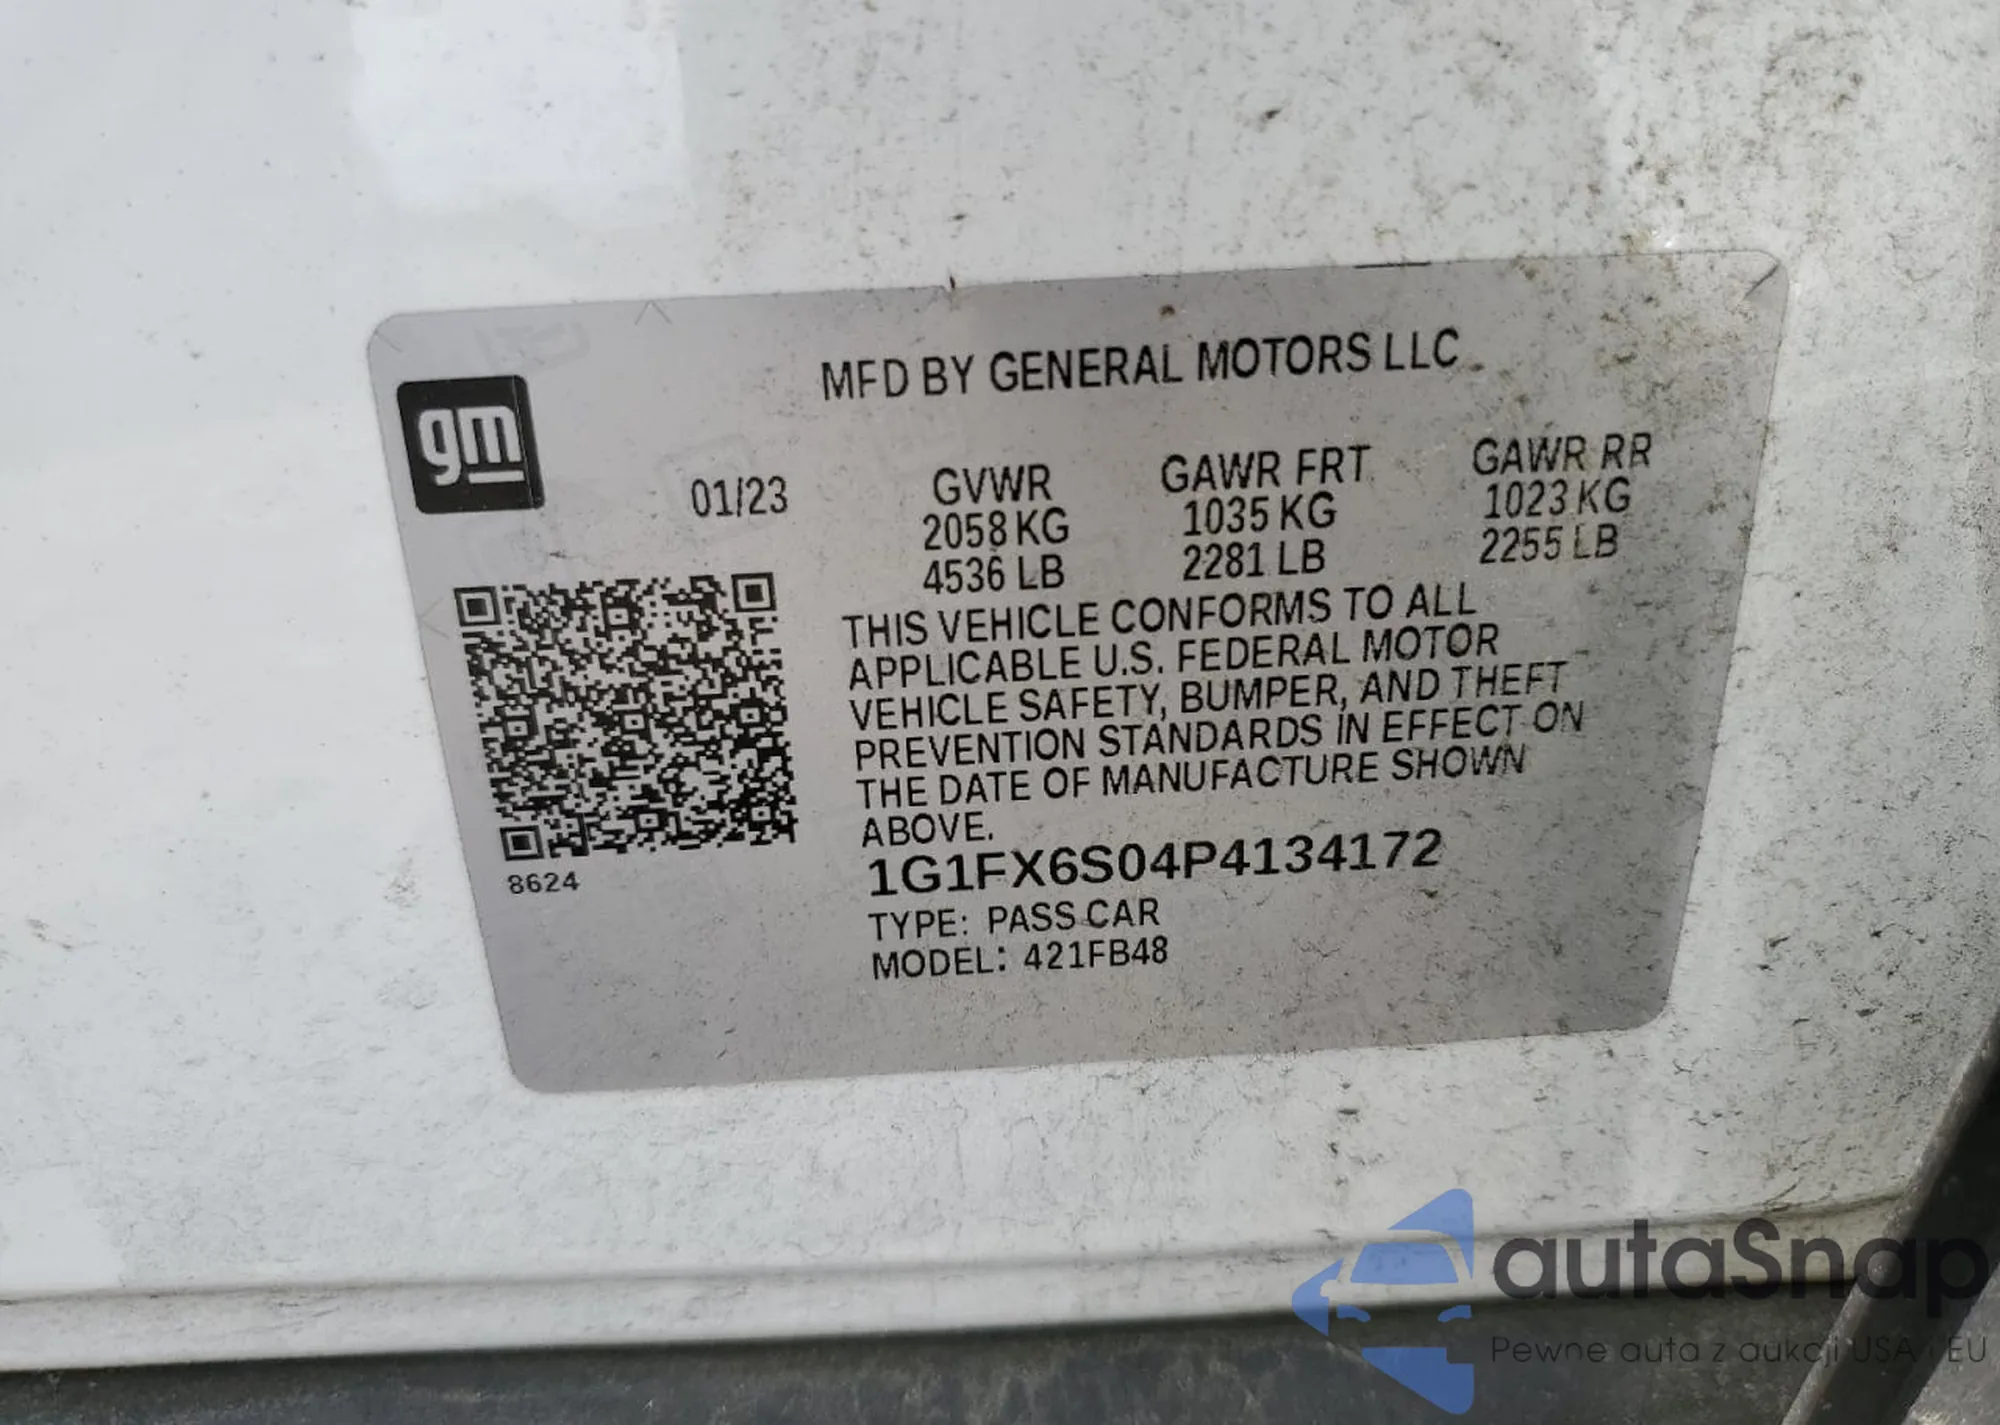 MFD BY GENERAL MOTORS LLC
gm
01/23
GVWR GAWR FRT GAWR RR
2058 KG 1035 KG 1023 KG
4536 LB 2281 LB 2255 LB
THIS VEHICLE CONFORMS TO ALL
APPLICABLE U.S. FEDERAL MOTOR
VEHICLE SAFETY, BUMPER, AND THEFT
PREVENTION STANDARDS IN EFFECT ON
THE DATE OF MANUFACTURE SHOWN
ABOVE.
8624
1G1FX6S04P4134172
TYPE: PASS CAR
MODEL: 421FB48
autaSnap
Pewne auta z aukcji USA i EU